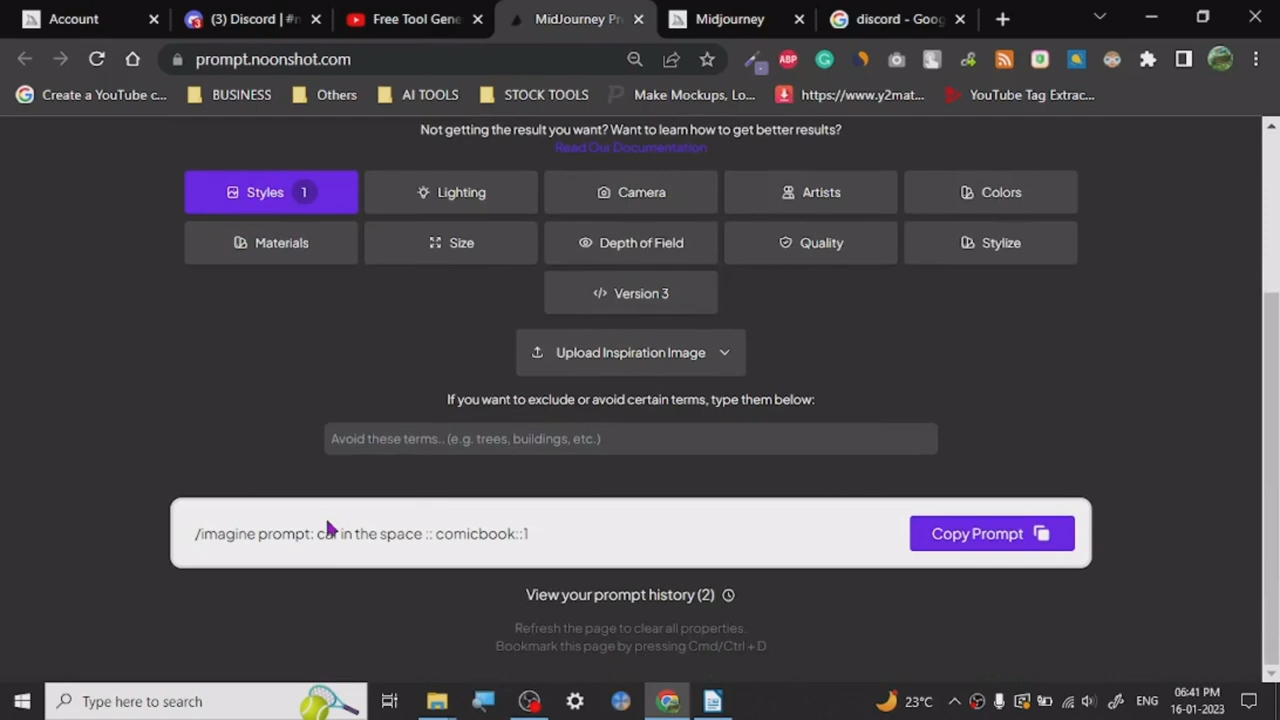 Account
(3) Discord | #n
Free Tool Gene
MidJourney Pr
Midjourney
discord - Goog
prompt.noonshot.com
ABP
Create a YouTube c...
BUSINESS
Others
AI TOOLS
STOCK TOOLS
Make Mockups, Lo...
https://www.y2mat...
YouTube Tag Extrac...
Not getting the result you want? Want to learn how to get better results?
Read Our Documentation
Styles 1
Lighting
Camera
Artists
Colors
Materials
Size
Depth of Field
Quality
Stylize
</> Version 3
Upload Inspiration Image
If you want to exclude or avoid certain terms, type them below:
Avoid these terms.. (e.g. trees, buildings, etc.)
/imagine prompt: car in the space :: comicbook::1
Copy Prompt
View your prompt history (2)
Refresh the page to clear all properties.
Bookmark this page by pressing Cmd/Ctrl + D
Type here to search
23°C
ENG
06:41 PM
16-01-2023